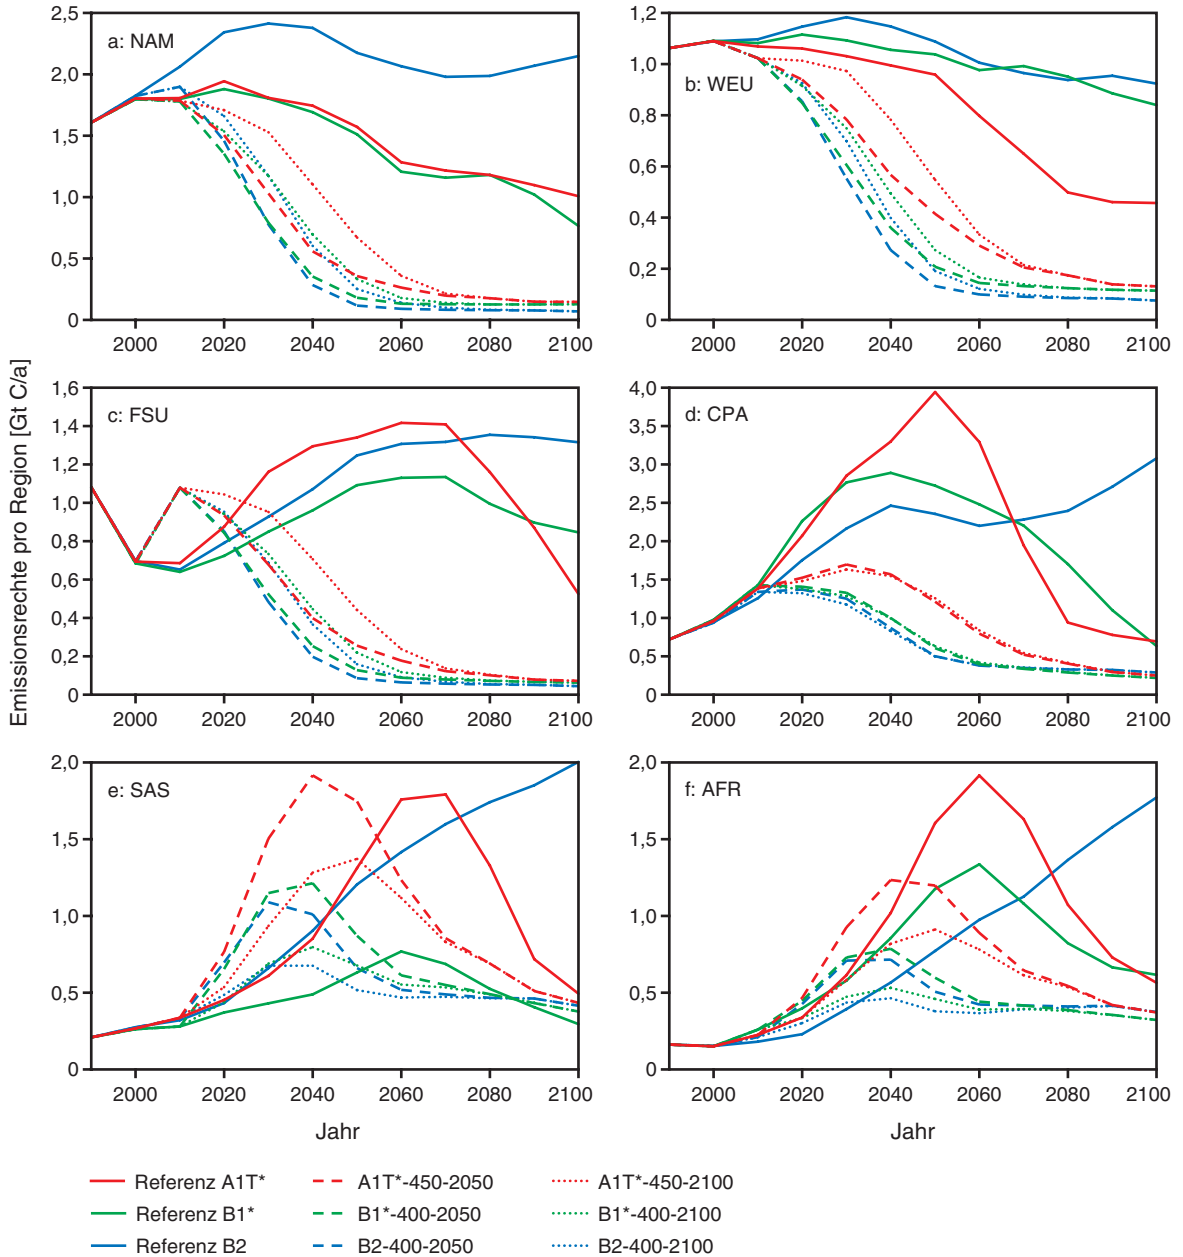 Emissionsrechte pro Region [Gt C/a]
a: NAM
2,5
2,0
1,5
1,0
0,5
0
2000 2020 2040 2060 2080 2100
b: WEU
1,2
1,0
0,8
0,6
0,4
0,2
0
2000 2020 2040 2060 2080 2100
c: FSU
1,6
1,4
1,2
1,0
0,8
0,6
0,4
0,2
0
2000 2020 2040 2060 2080 2100
d: CPA
4,0
3,5
3,0
2,5
2,0
1,5
1,0
0,5
0
2000 2020 2040 2060 2080 2100
e: SAS
2,0
1,5
1,0
0,5
0
2000 2020 2040 2060 2080 2100
Jahr
f: AFR
2,0
1,5
1,0
0,5
0
2000 2020 2040 2060 2080 2100
Jahr
Referenz A1T* A1T*-450-2050 A1T*-450-2100
Referenz B1* B1*-400-2050 B1*-400-2100
Referenz B2 B2-400-2050 B2-400-2100